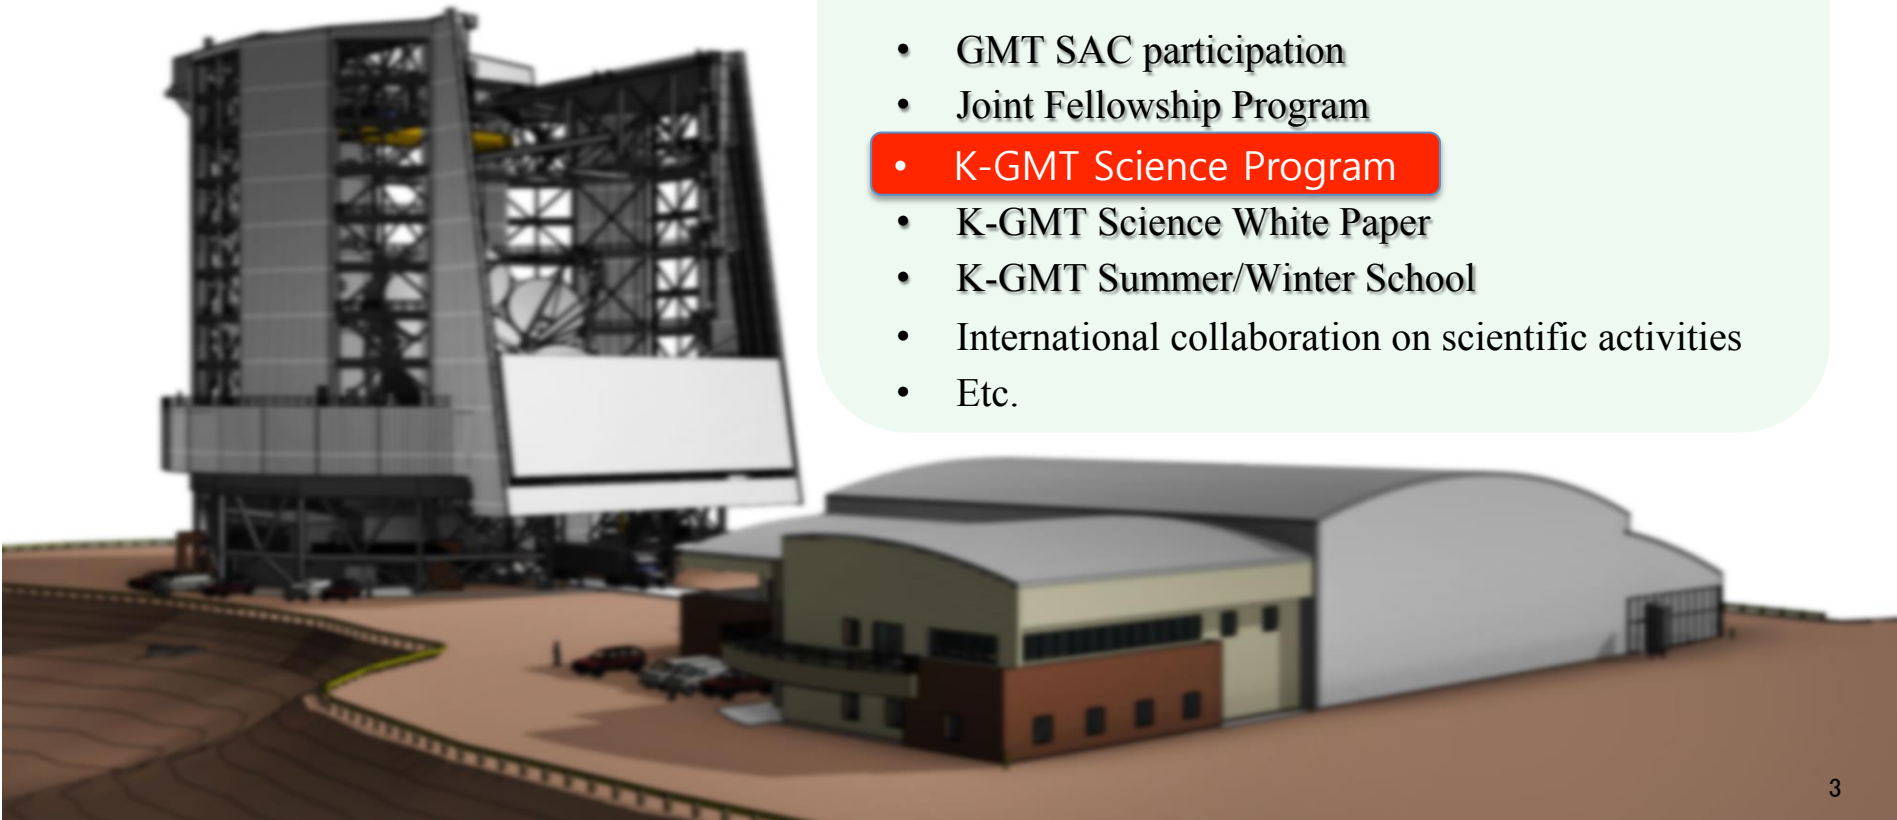 • GMT SAC participation
• Joint Fellowship Program
• K-GMT Science Program
• K-GMT Science White Paper
• K-GMT Summer/Winter School
• International collaboration on scientific activities
• Etc.
3